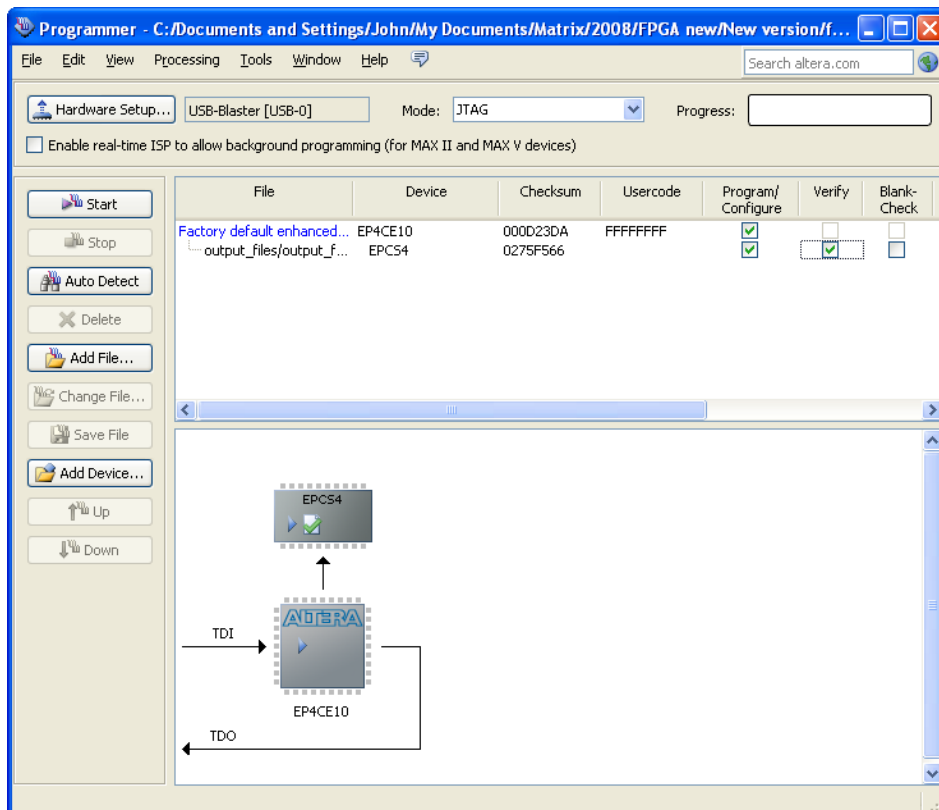 Programmer - C:/Documents and Settings/John/My Documents/Matrix/2008/FPGA new/New version/f...
File Edit View Processing Tools Window Help Search altera.com
Hardware Setup... USB-Blaster [USB-0] Mode: JTAG Progress:
Enable real-time ISP to allow background programming (for MAX II and MAX V devices)
Start
Stop
Auto Detect
Delete
Add File...
Change File...
Save File
Add Device...
Up
Down
File Device Checksum Usercode Program/ Verify Blank-
Configure Check
Factory default enhanced... EP4CE10 000D23DA FFFFFFFF
output_files/output_f... EPCS4 0275F566
EPCS4
ALTERA
TDI
EP4CE10
TDO